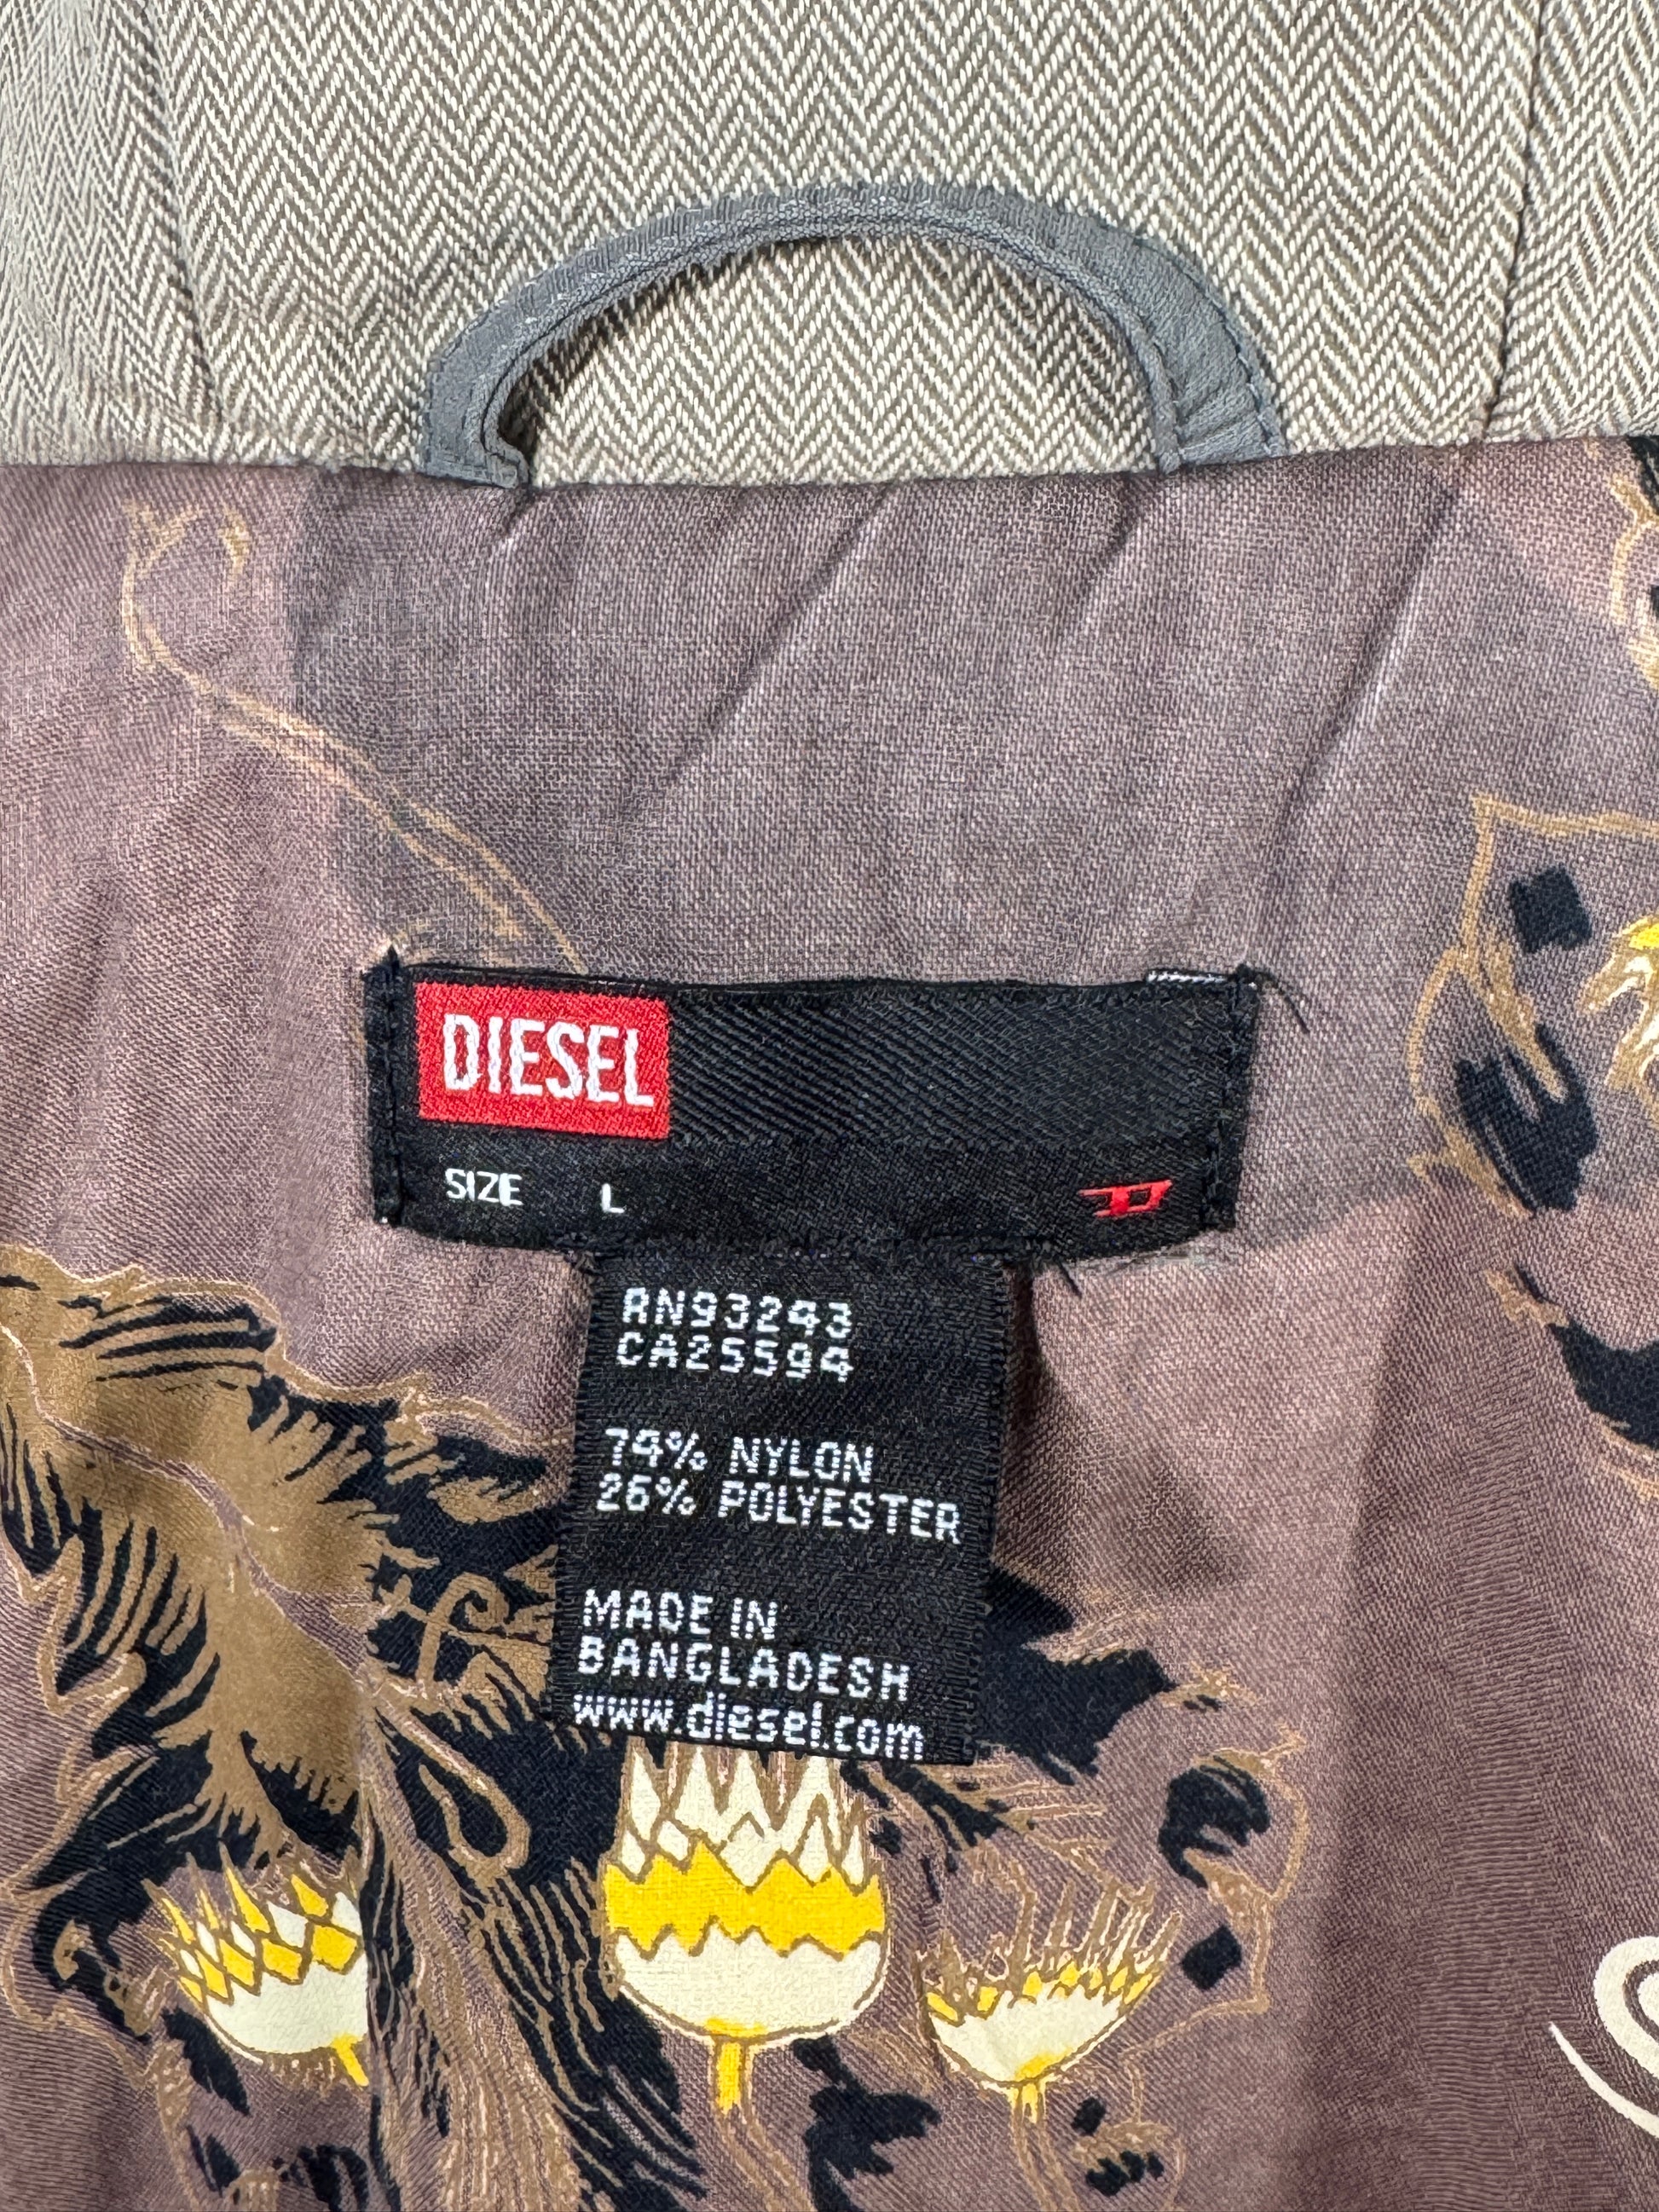 DIESEL
SIZE L
RN93243
CA25594
74% NYLON
26% POLYESTER
MADE IN
BANGLADESH
www.diesel.com